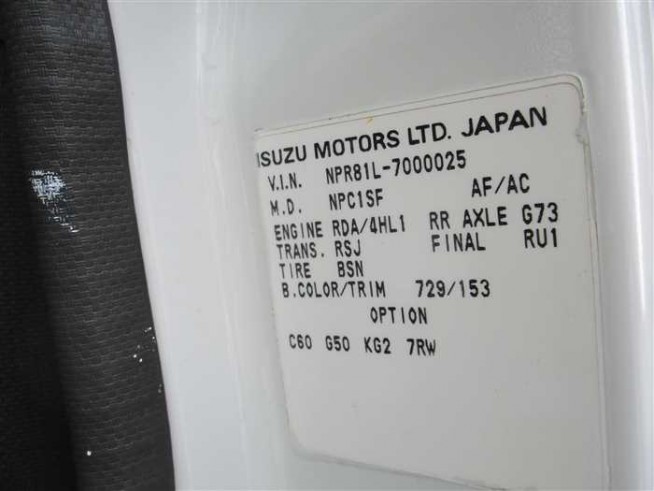 ISUZU MOTORS LTD. JAPAN
V.I.N. NPR81L-7000025
M.D. NPC1SF AF/AC
ENGINE RDA/4HL1 RR AXLE G73
TRANS. RSJ FINAL RU1
TIRE BSN
B.COLOR/TRIM 729/153
OPTION
C60 G50 KG2 7RW